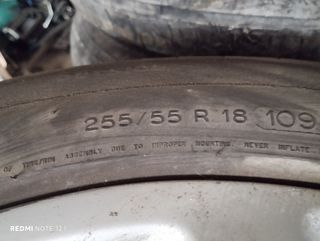 255/55 R 18 109
OF TIRE/RIM ASSEMBLY DUE TO IMPROPER MOUNTING. NEVER INFLATE
REDMI NOTE 12